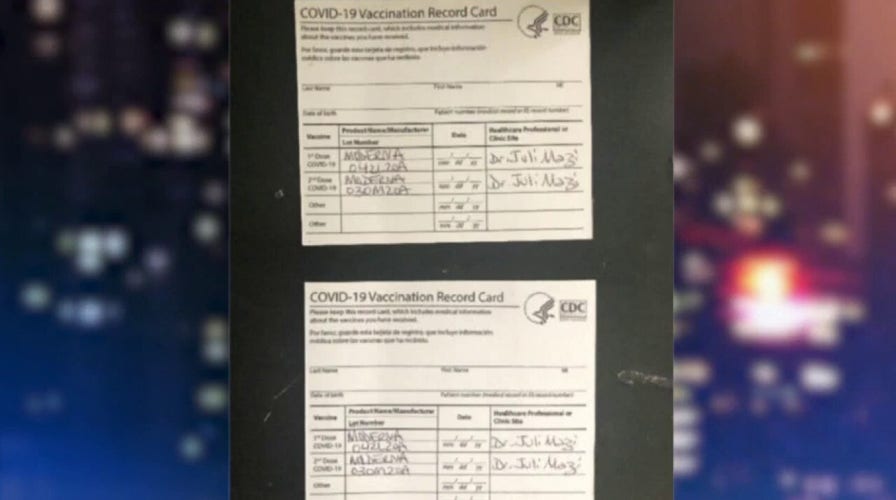 COVID-19 Vaccination Record Card
CDC
Please keep this record card, which includes medical information
about the vaccines you have received.
Por favor, guarde esta tarjeta de registro, que incluye información
médica sobre las vacunas que ha recibido.
Last Name First Name MI
Date of birth Patient number (medical record or IIS record number)
Vaccine Product Name/Manufacturer Date Healthcare Professional or
Lot Number Clinic Site
1st Dose MODERNA Dr. Juli Mazi
COVID-19 042L20A mm dd yy
2nd Dose MODERNA Dr. Juli Mazi
COVID-19 030M20A mm dd yy
Other mm dd yy
Other mm dd yy
COVID-19 Vaccination Record Card
CDC
Please keep this record card, which includes medical information
about the vaccines you have received.
Por favor, guarde esta tarjeta de registro, que incluye información
médica sobre las vacunas que ha recibido.
Last Name First Name MI
Date of birth Patient number (medical record or IIS record number)
Vaccine Product Name/Manufacturer Date Healthcare Professional or
Lot Number Clinic Site
1st Dose MODERNA Dr. Juli Mazi
COVID-19 042L20A mm dd yy
2nd Dose MODERNA Dr. Juli Mazi
COVID-19 030M20A mm dd yy
Other